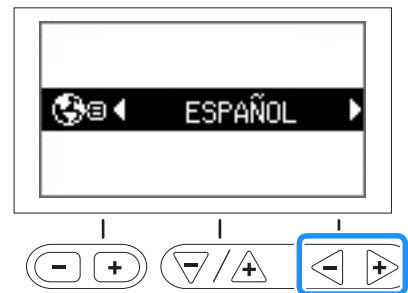 ESPAÑOL
- + - / + - +